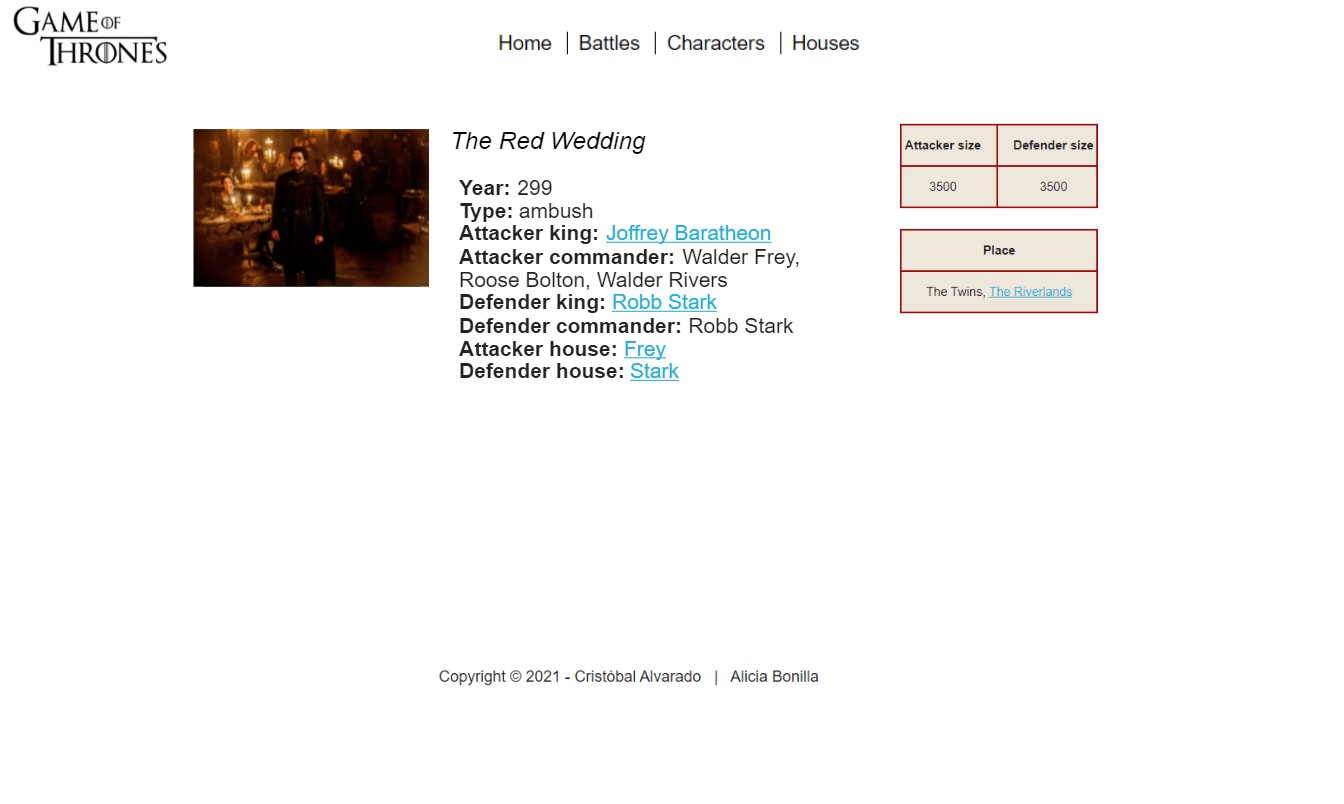 GAME OF
THRONES
Home
Battles
Characters
Houses
The Red Wedding
Year: 299
Type: ambush
Attacker king: Joffrey Baratheon
Attacker commander: Walder Frey,
Roose Bolton, Walder Rivers
Defender king: Robb Stark
Defender commander: Robb Stark
Attacker house: Frey
Defender house: Stark
Attacker size Defender size
3500 3500
Place
The Twins, The Riverlands
Copyright © 2021 - Cristóbal Alvarado | Alicia Bonilla